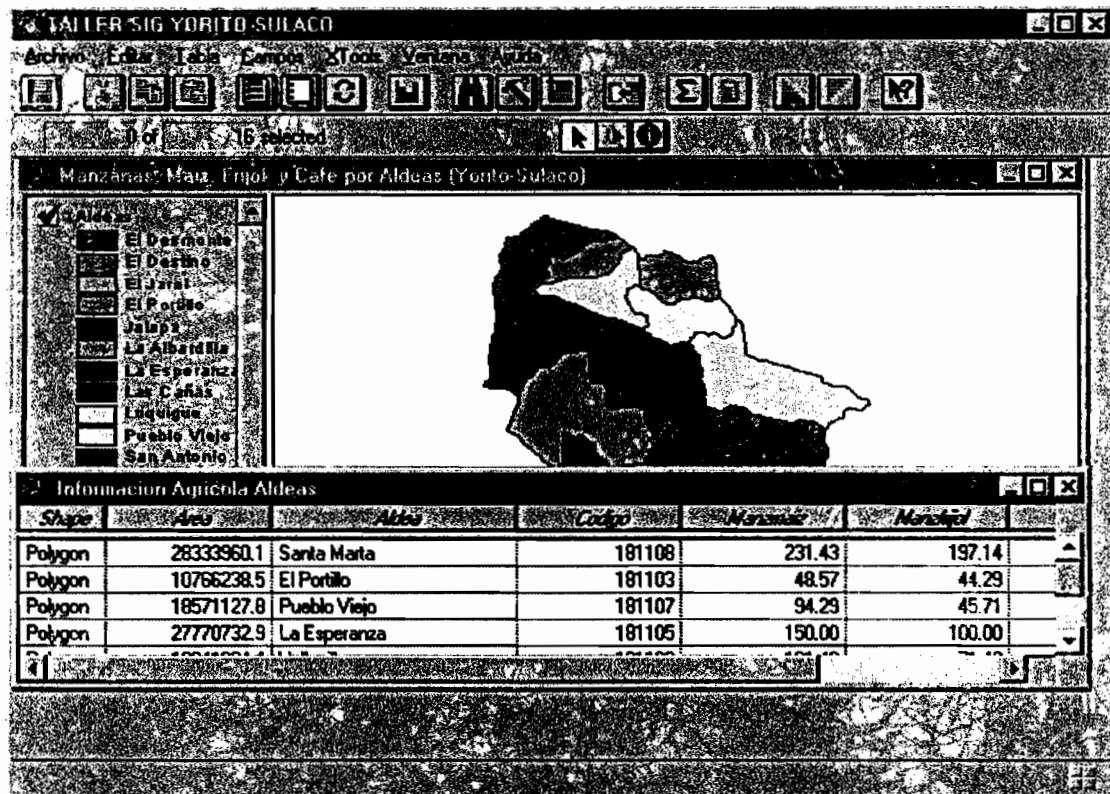 TALLER SIG YORITO-SULACO
Archivo Editar Tabla Campos XTools Ventana Ayuda
0 of 16 selected
Manzanas: Maiz, Frijol y Cafe por Aldeas (Yorito-Sulaco)
Aldeas
El Desmonte
El Destino
El Jaral
El Portillo
Jalapa
La Albardilla
La Esperanza
Las Cañas
Luquigue
Pueblo Viejo
San Antonio
Informacion Agricola Aldeas
Shape Area Aldea Codigo Manzmaiz Manzfrijol
Polygon 28333960.1 Santa Marta 181108 231.43 197.14
Polygon 10766238.5 El Portillo 181103 48.57 44.29
Polygon 18571127.8 Pueblo Viejo 181107 94.29 45.71
Polygon 27770732.9 La Esperanza 181105 150.00 100.00